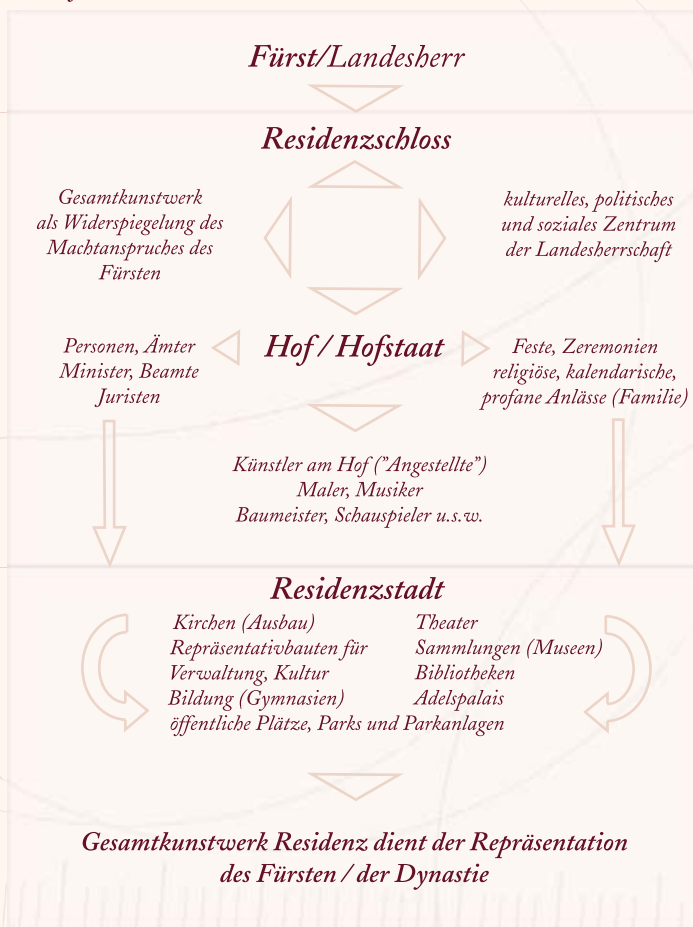 Fürst/Landesherr
Residenzschloss
Gesamtkunstwerk
als Widerspiegelung des
Machtanspruches des
Fürsten
kulturelles, politisches
und soziales Zentrum
der Landesherrschaft
Personen, Ämter
Minister, Beamte
Juristen
Hof / Hofstaat
Feste, Zeremonien
religiöse, kalendarische,
profane Anlässe (Familie)
Künstler am Hof (”Angestellte”)
Maler, Musiker
Baumeister, Schauspieler u.s.w.
Residenzstadt
Kirchen (Ausbau)
Repräsentativbauten für
Verwaltung, Kultur
Bildung (Gymnasien)
Theater
Sammlungen (Museen)
Bibliotheken
Adelspalais
öffentliche Plätze, Parks und Parkanlagen
Gesamtkunstwerk Residenz dient der Repräsentation
des Fürsten / der Dynastie